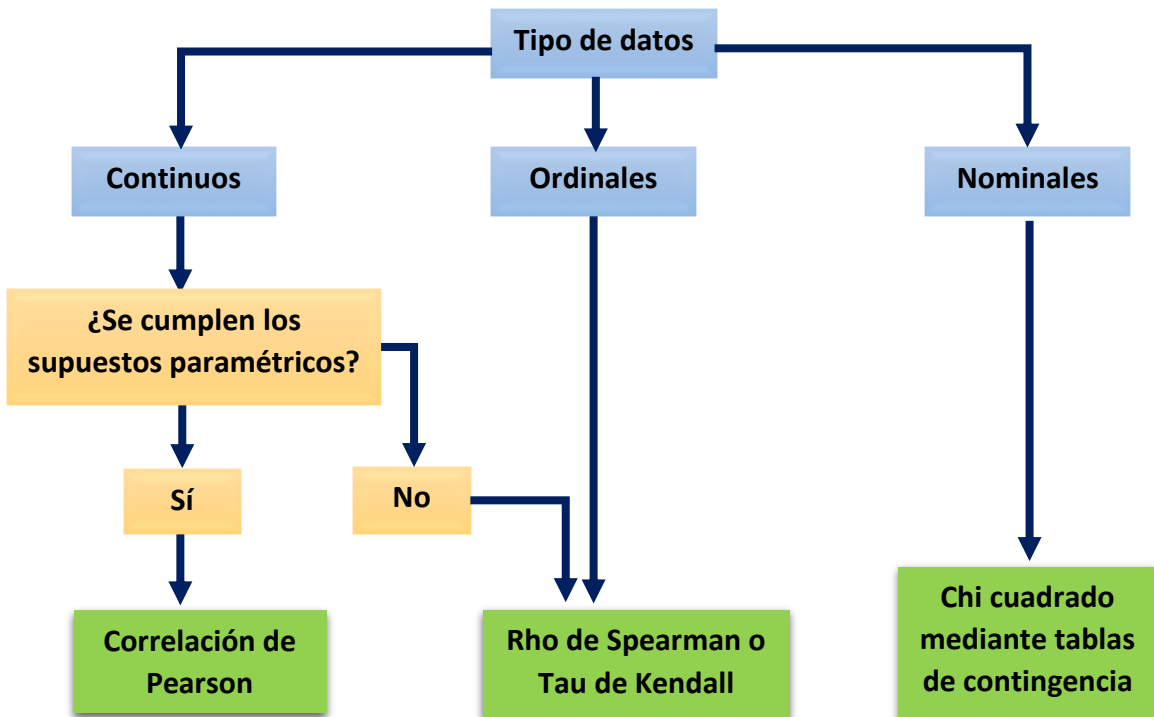 Tipo de datos
Continuos
Ordinales
Nominales
¿Se cumplen los
supuestos paramétricos?
Sí
No
Correlación de
Pearson
Rho de Spearman o
Tau de Kendall
Chi cuadrado
mediante tablas
de contingencia